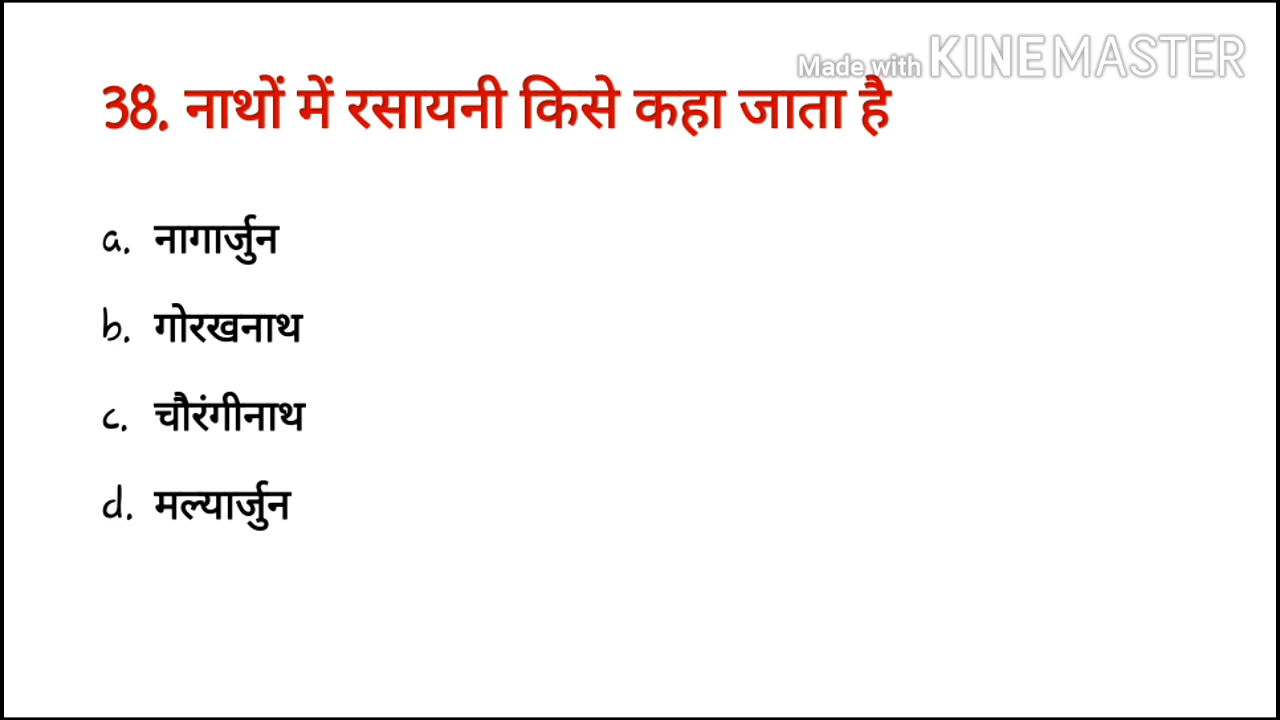 Made with KINEMASTER
38. नाथों में रसायनी किसे कहा जाता है
a. नागार्जुन
b. गोरखनाथ
c. चौरंगीनाथ
d. मल्यार्जुन